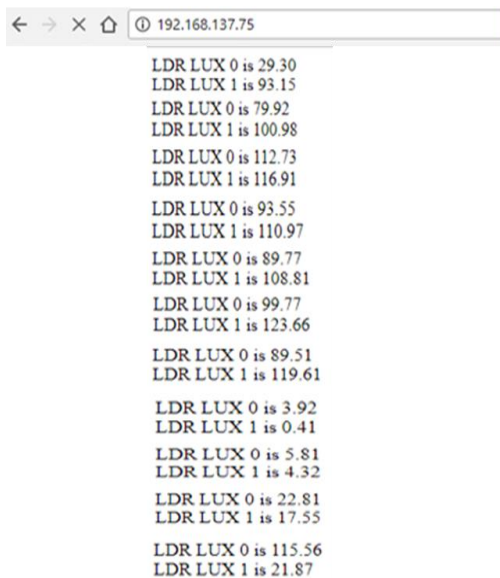 192.168.137.75
LDR LUX 0 is 29.30
LDR LUX 1 is 93.15
LDR LUX 0 is 79.92
LDR LUX 1 is 100.98
LDR LUX 0 is 112.73
LDR LUX 1 is 116.91
LDR LUX 0 is 93.55
LDR LUX 1 is 110.97
LDR LUX 0 is 89.77
LDR LUX 1 is 108.81
LDR LUX 0 is 99.77
LDR LUX 1 is 123.66
LDR LUX 0 is 89.51
LDR LUX 1 is 119.61
LDR LUX 0 is 3.92
LDR LUX 1 is 0.41
LDR LUX 0 is 5.81
LDR LUX 1 is 4.32
LDR LUX 0 is 22.81
LDR LUX 1 is 17.55
LDR LUX 0 is 115.56
LDR LUX 1 is 21.87